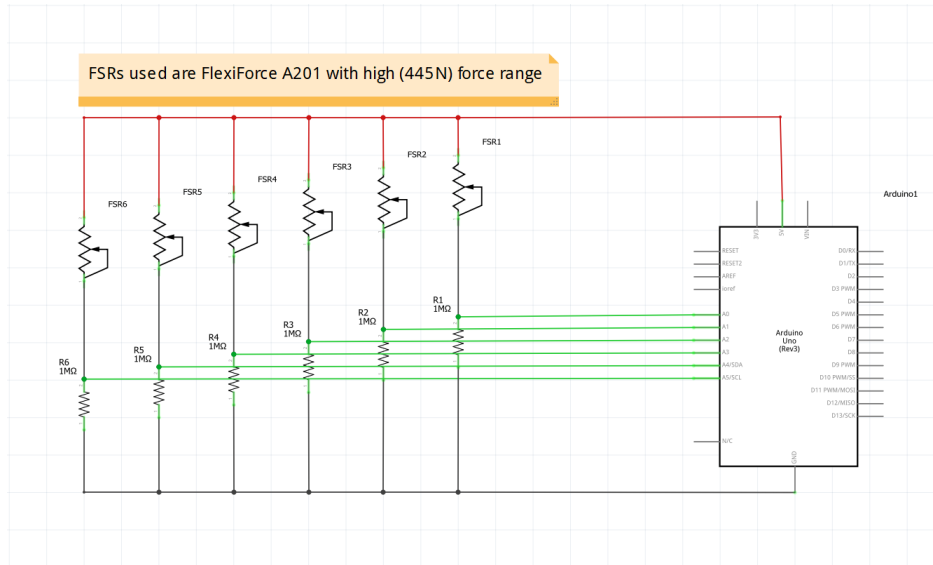 FSRs used are FlexiForce A201 with high (445N) force range
FSR1
FSR2
FSR3
FSR4
FSR5
FSR6
Arduino1
3V3
5V
VIN
RESET
RESET2
AREF
ioref
A0
A1
A2
A3
A4/SDA
A5/SCL
N/C
D0/RX
D1/TX
D2
D3 PWM
D4
D5 PWM
D6 PWM
D7
D8
D9 PWM
D10 PWM/SS
D11 PWM/MOSI
D12/MISO
D13/SCK
Arduino
Uno
(Rev3)
GND
R1
1MΩ
R2
1MΩ
R3
1MΩ
R4
1MΩ
R5
1MΩ
R6
1MΩ